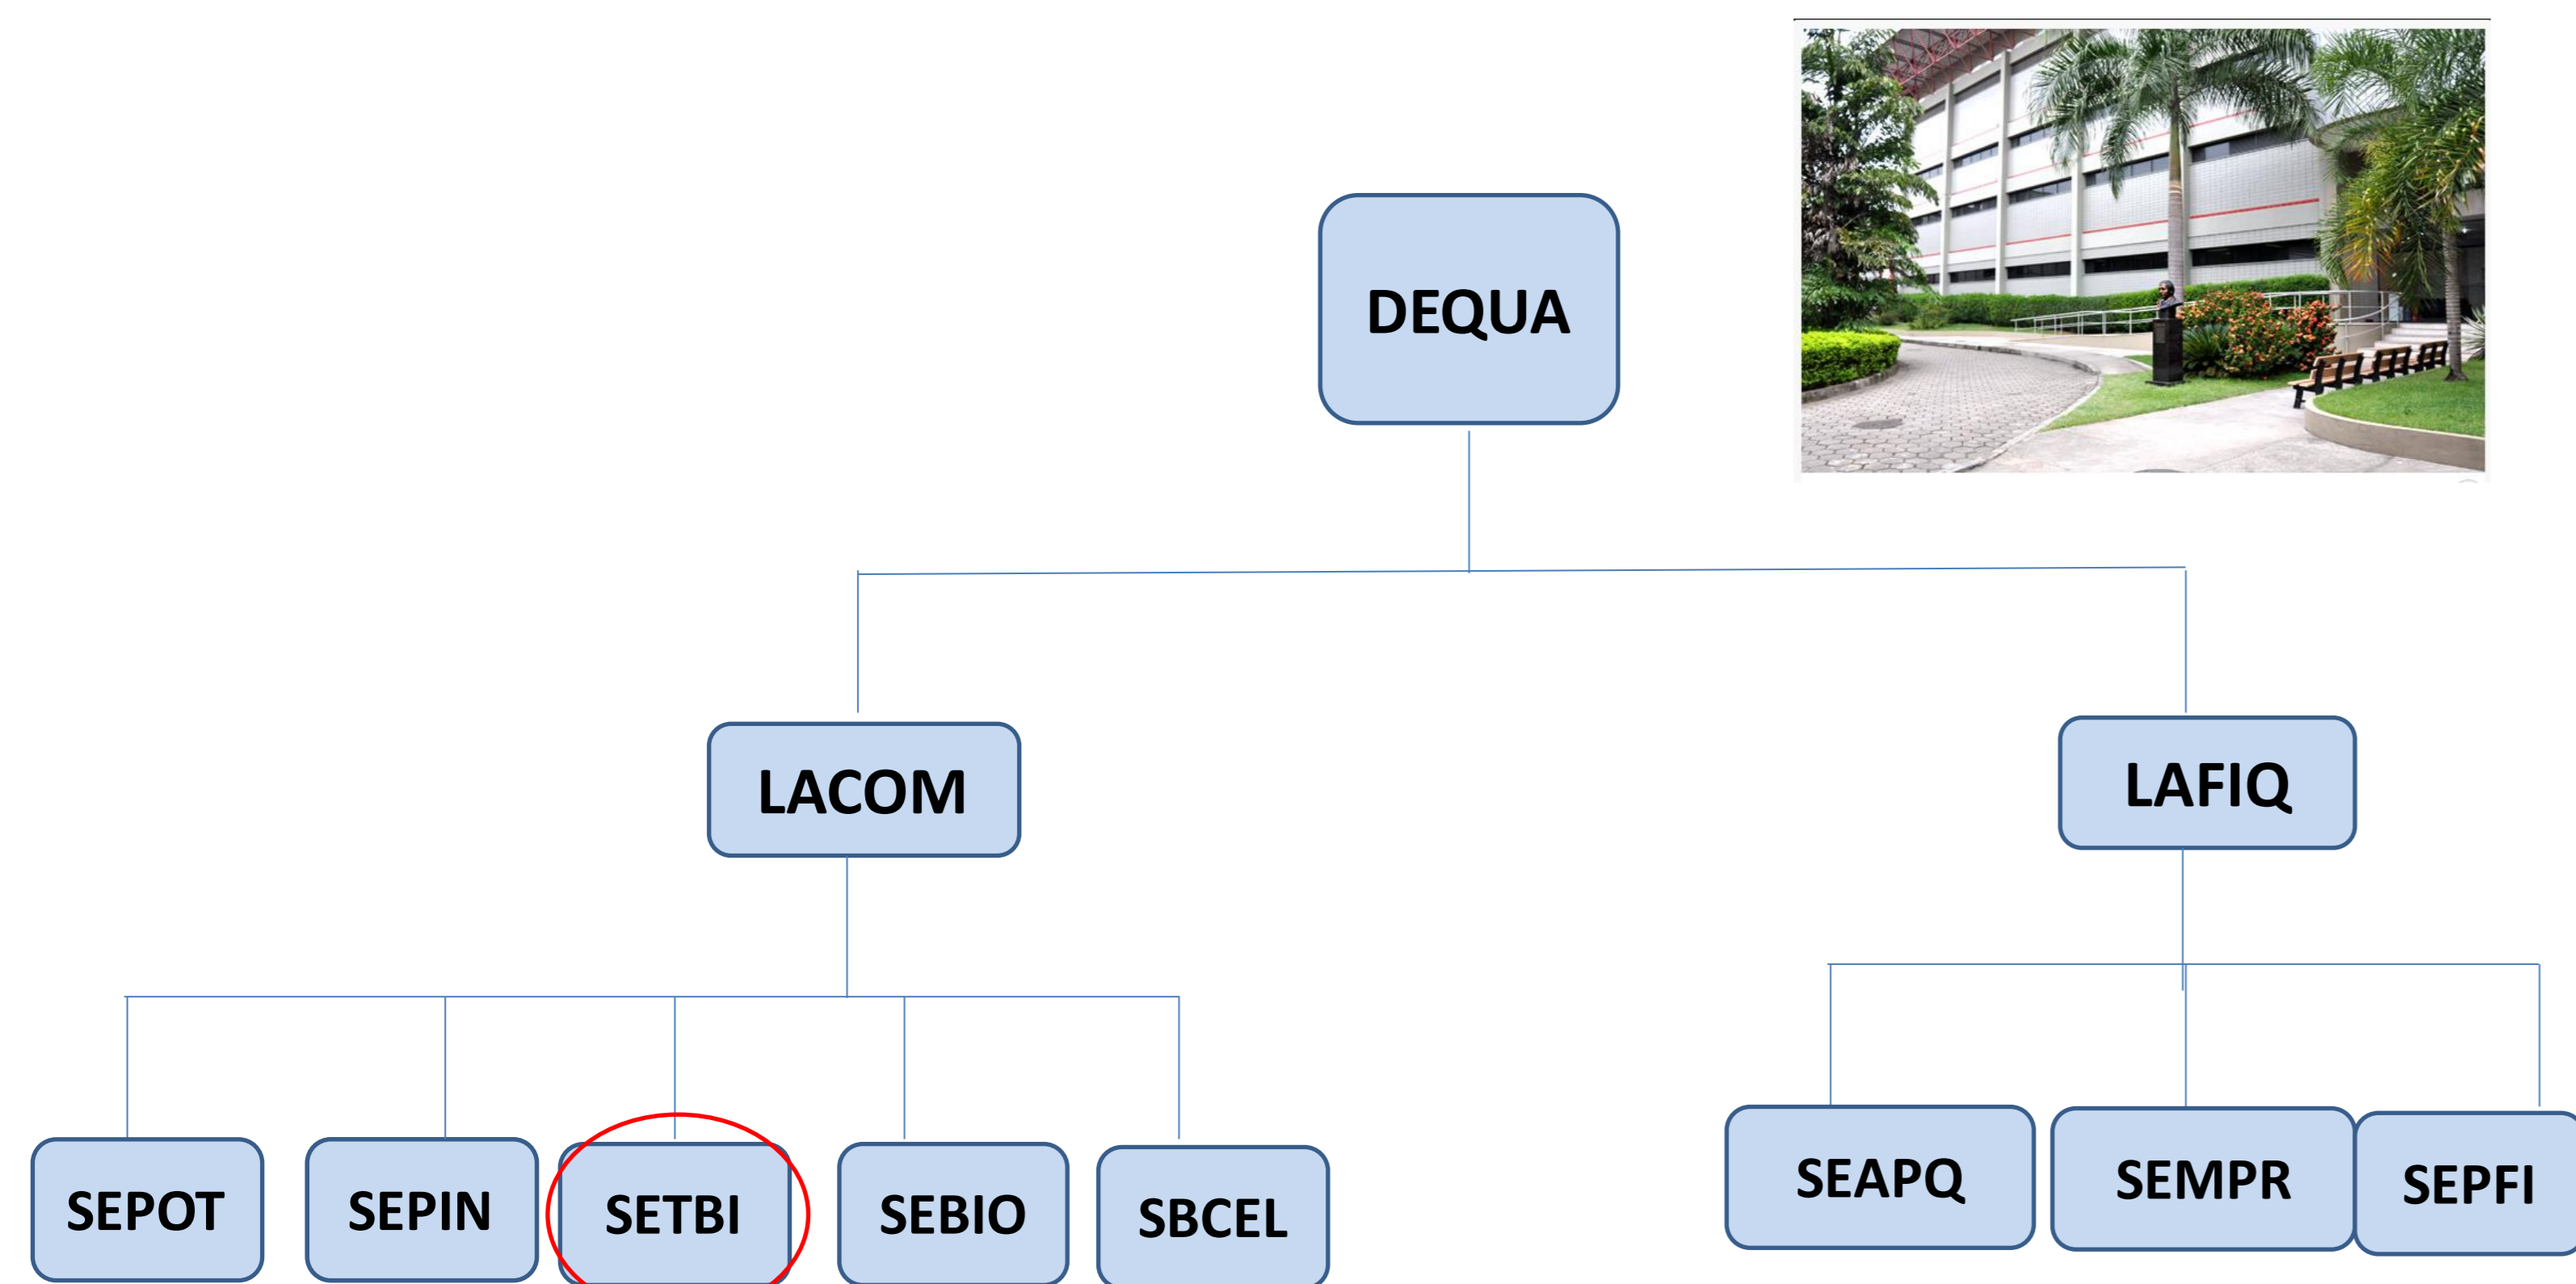 DEQUA
LACOM
LAFIQ
SEPOT
SEPIN
SETBI
SEBIO
SBCEL
SEAPQ
SEMPR
SEPFI